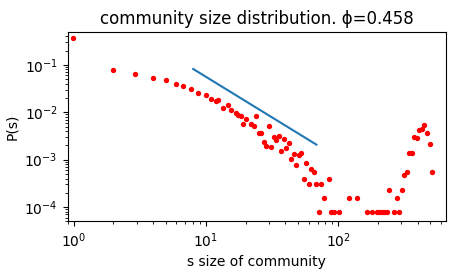 community size distribution. ϕ=0.458
P(s)
10⁻¹
10⁻²
10⁻³
10⁻⁴
10⁰ 10¹ 10²
s size of community